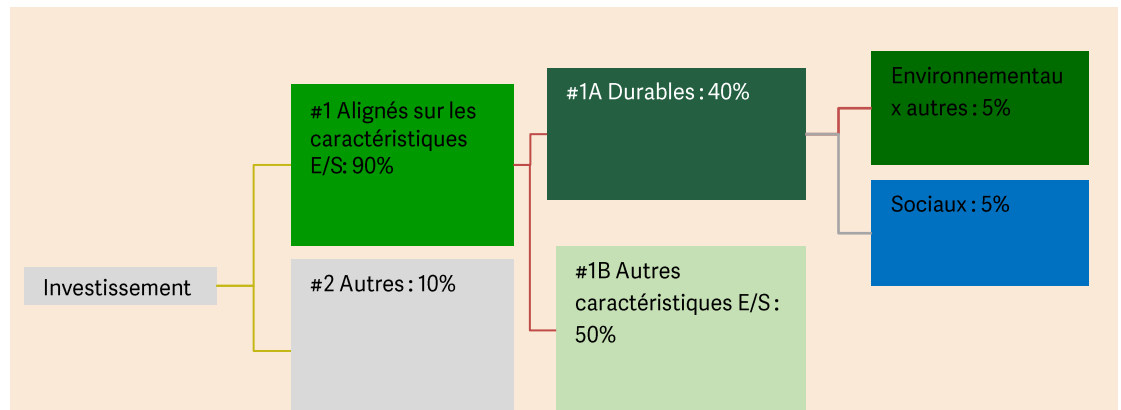 Investissement
#1 Alignés sur les
caractéristiques
E/S: 90%
#2 Autres : 10%
#1A Durables : 40%
#1B Autres
caractéristiques E/S :
50%
Environnementau
x autres : 5%
Sociaux : 5%